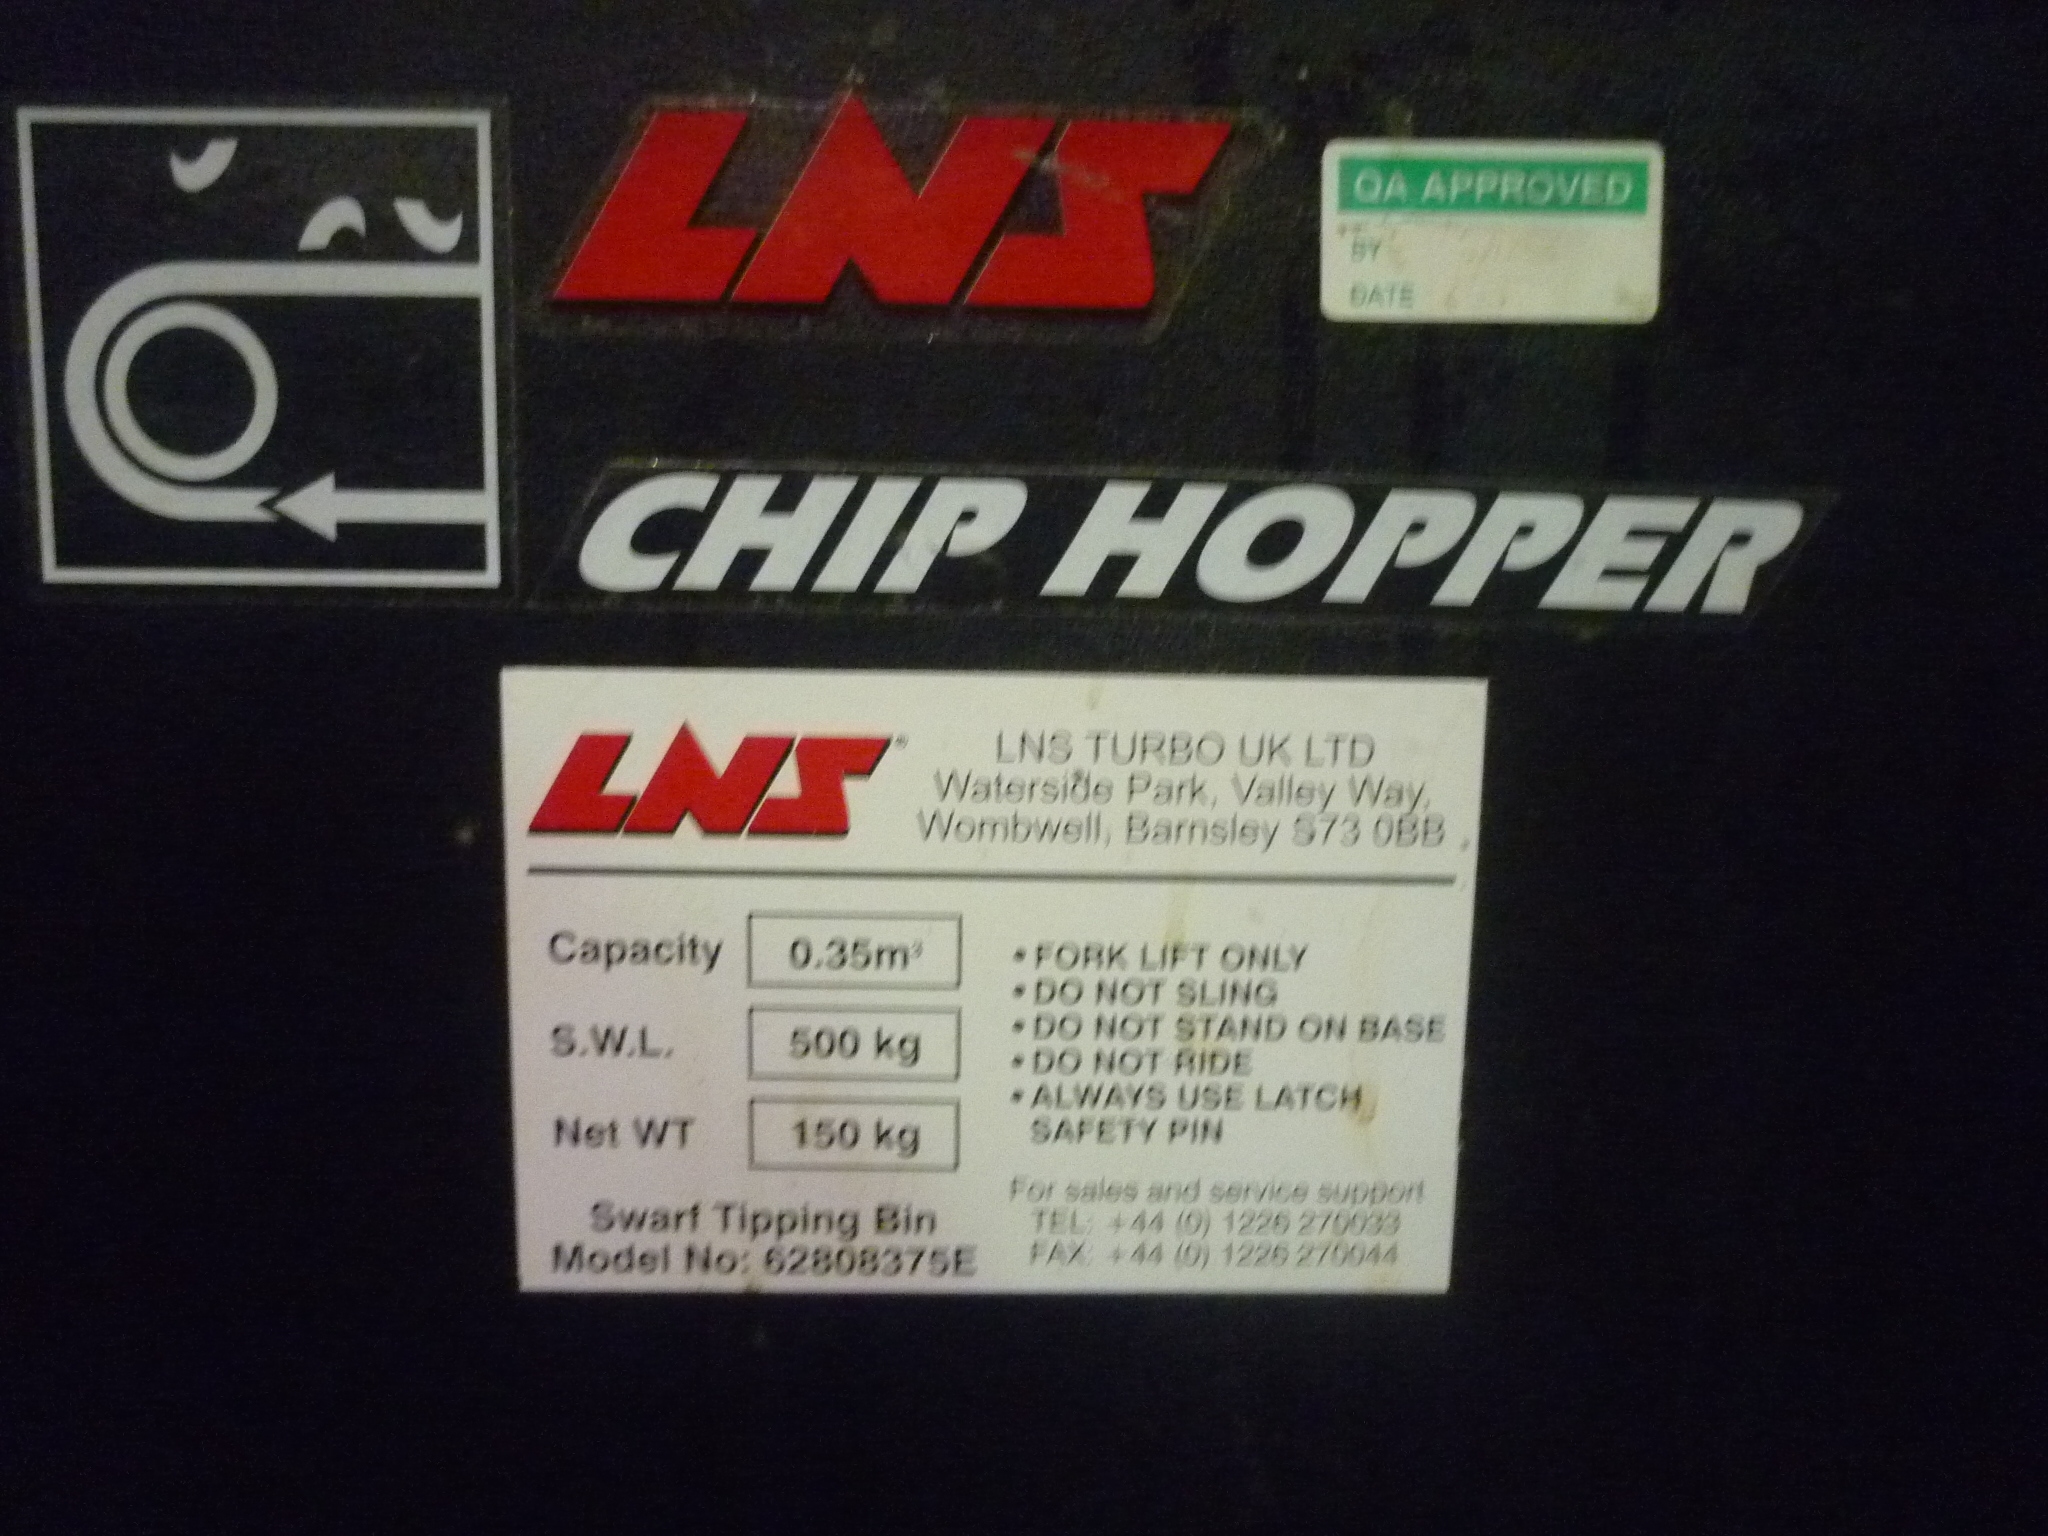 LNS
QA APPROVED
BY
DATE
CHIP HOPPER
LNS®
LNS TURBO UK LTD
Waterside Park, Valley Way,
Wombwell, Barnsley S73 0BB
Capacity 0.35m³
S.W.L. 500 kg
Net WT 150 kg
Swarf Tipping Bin
Model No: 62808375E
• FORK LIFT ONLY
• DO NOT SLING
• DO NOT STAND ON BASE
• DO NOT RIDE
• ALWAYS USE LATCH
SAFETY PIN
For sales and service support
TEL: +44 (0) 1226 270033
FAX: +44 (0) 1226 270044